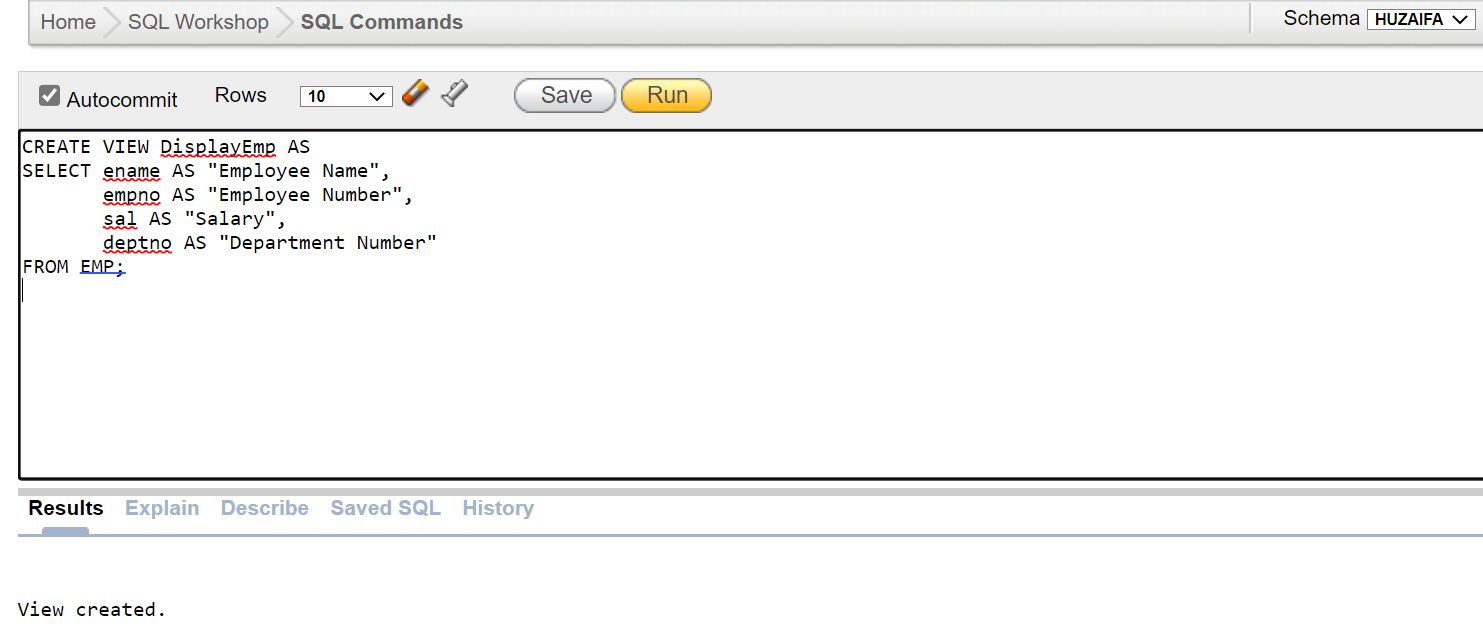 Home SQL Workshop SQL Commands Schema HUZAIFA
Autocommit Rows 10 Save Run
CREATE VIEW DisplayEmp AS
SELECT ename AS "Employee Name",
       empno AS "Employee Number",
       sal AS "Salary",
       deptno AS "Department Number"
FROM EMP;
Results Explain Describe Saved SQL History
View created.